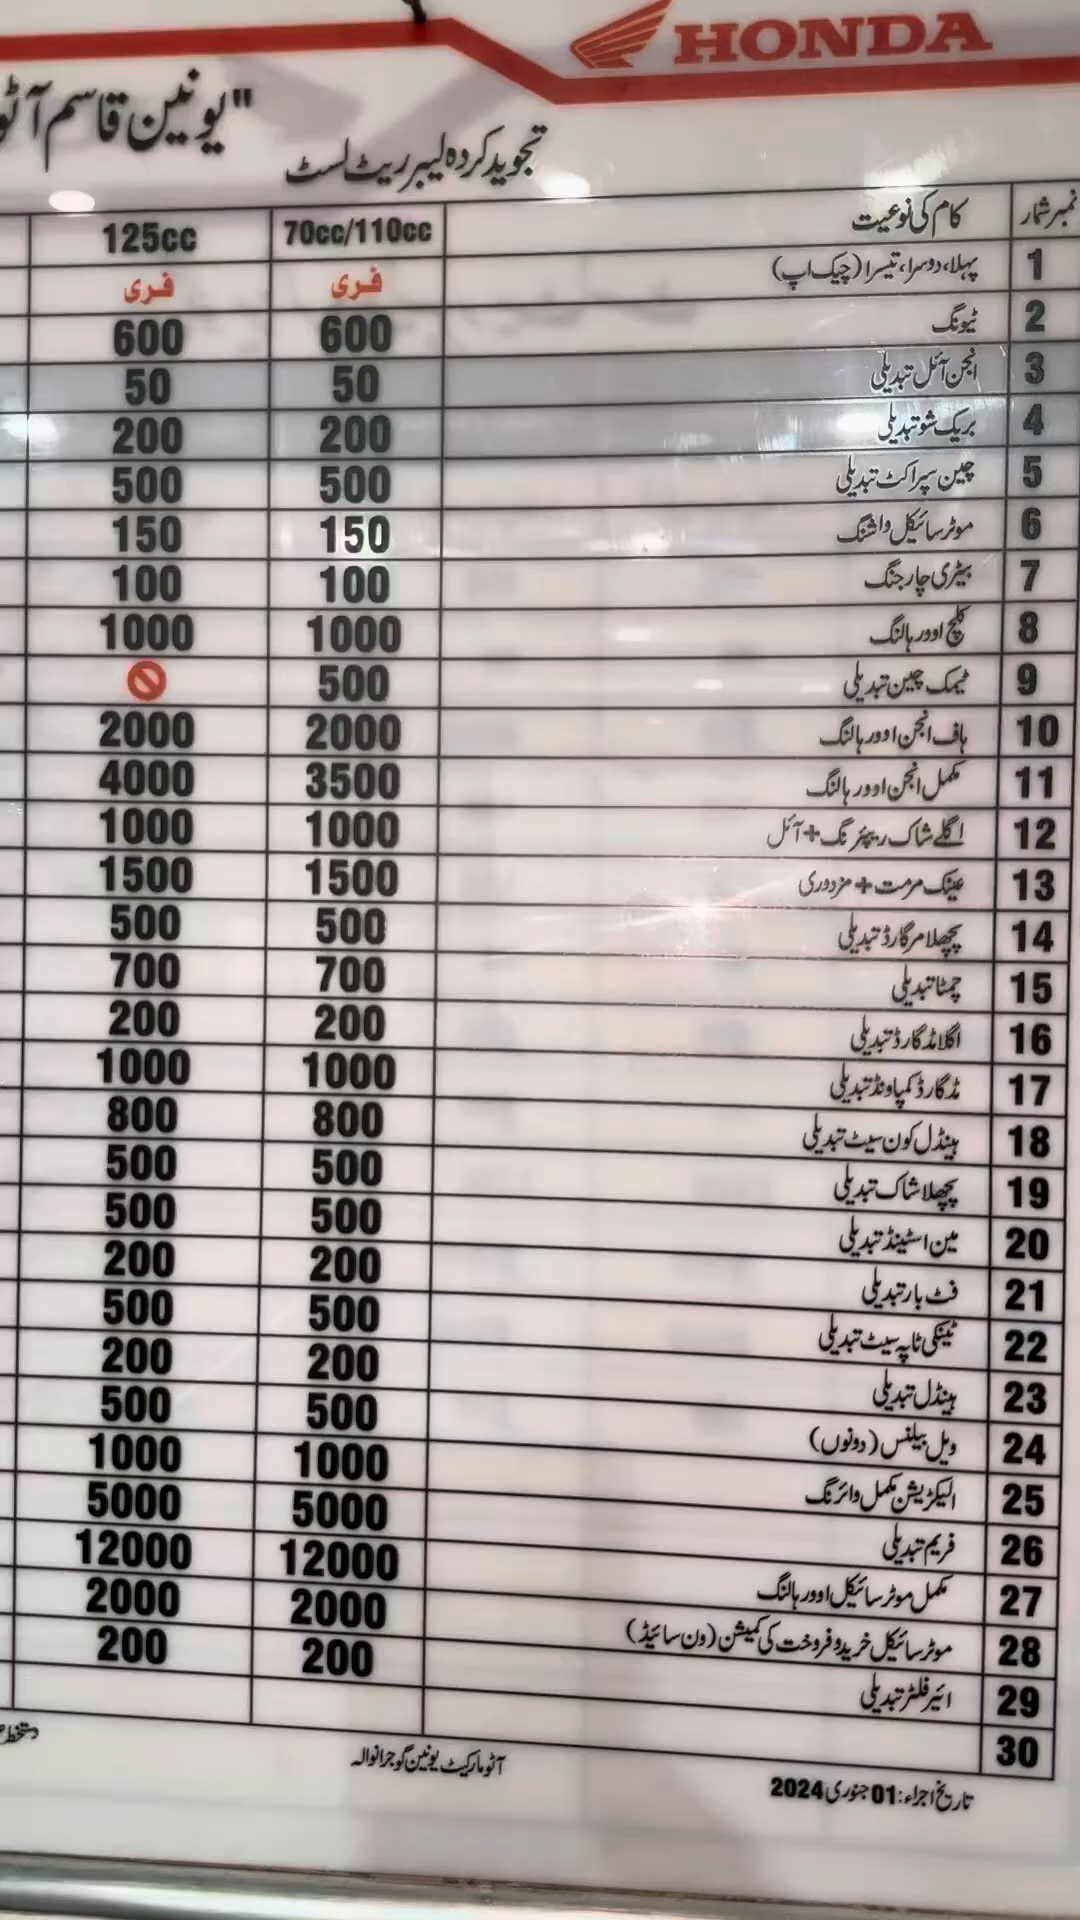 HONDA
"یونین قاسم آٹو
تجوید کردہ لیبر ریٹ لسٹ
نمبر شمار کام کی نوعیت 70cc/110cc 125cc
1 پہلا، دوسرا، تیسرا (چیک اپ) فری فری
2 ٹیونگ 600 600
3 انجن آئل تبدیلی 50 50
4 بریک شو تبدیلی 200 200
5 چین سپراکٹ تبدیلی 500 500
6 موٹر سائیکل واشنگ 150 150
7 بیٹری چارجنگ 100 100
8 کلچ اوور ہالنگ 1000 1000
9 ٹیمک چین تبدیلی 500
10 ہاف انجن اوور ہالنگ 2000 2000
11 مکمل انجن اوور ہالنگ 3500 4000
12 اگلے شاک ریپئرنگ + آئل 1000 1000
13 عینک مرمت + مزدوری 1500 1500
14 پچھلا مرگارڈ تبدیلی 500 500
15 چمٹا تبدیلی 700 700
16 اگلا مڈگارڈ تبدیلی 200 200
17 مڈگارڈ کمپاونڈ تبدیلی 1000 1000
18 ہینڈل کون سیٹ تبدیلی 800 800
19 پچھلا شاک تبدیلی 500 500
20 مین اسٹینڈ تبدیلی 500 500
21 فٹ بار تبدیلی 200 200
22 ٹینکی ٹاپہ سیٹ تبدیلی 500 500
23 ہینڈل تبدیلی 200 200
24 ویل بیلنس (دونوں) 500 500
25 الیکٹریشن مکمل وائرنگ 1000 1000
26 فریم تبدیلی 5000 5000
27 مکمل موٹر سائیکل اوور ہالنگ 12000 12000
28 موٹر سائیکل خرید و فروخت کی کمیشن (ون سائیڈ) 2000 2000
29 ائیر فلٹر تبدیلی 200 200
30
آٹو مارکیٹ یونین گوجرانوالہ
تاریخ اجراء: 01 جنوری 2024